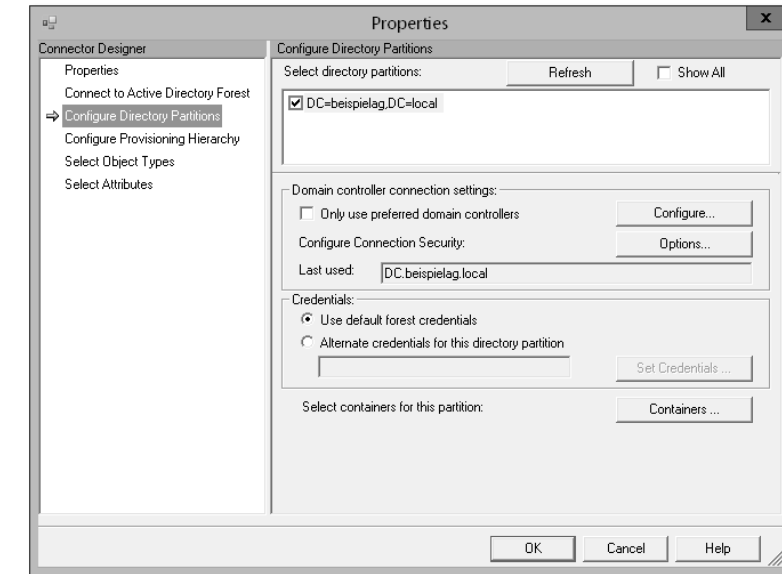 Properties
x
Connector Designer
Properties
Connect to Active Directory Forest
Configure Directory Partitions
Configure Provisioning Hierarchy
Select Object Types
Select Attributes
Configure Directory Partitions
Select directory partitions:
Refresh
Show All
DC=beispielag,DC=local
Domain controller connection settings:
Only use preferred domain controllers
Configure...
Configure Connection Security:
Options...
Last used:
DC.beispielag.local
Credentials:
Use default forest credentials
Alternate credentials for this directory partition
Set Credentials ...
Select containers for this partition:
Containers ...
OK
Cancel
Help